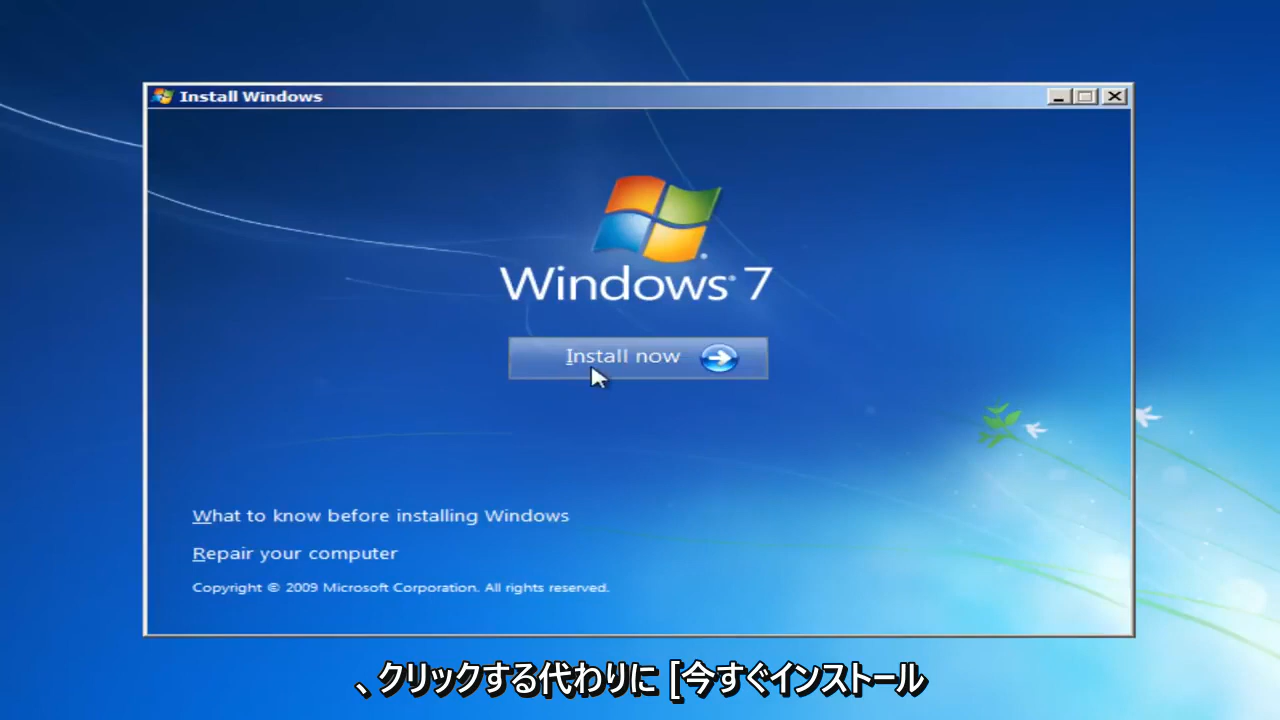 Install Windows
Windows® 7
Install now
What to know before installing Windows
Repair your computer
Copyright © 2009 Microsoft Corporation. All rights reserved.
、クリックする代わりに [今すぐインストール